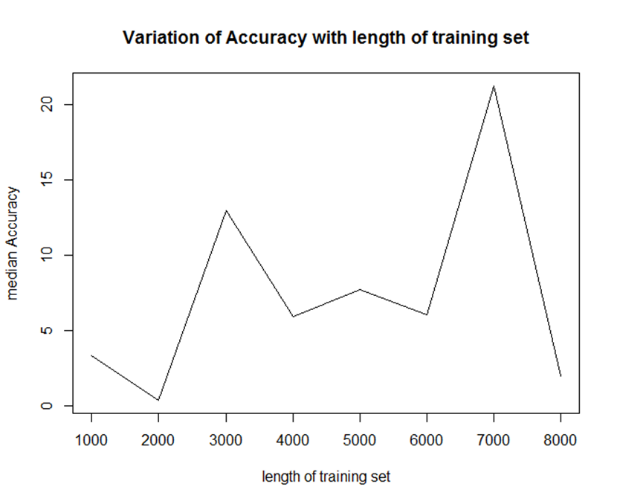 Variation of Accuracy with length of training set
median Accuracy
20
15
10
5
0
1000 2000 3000 4000 5000 6000 7000 8000
length of training set